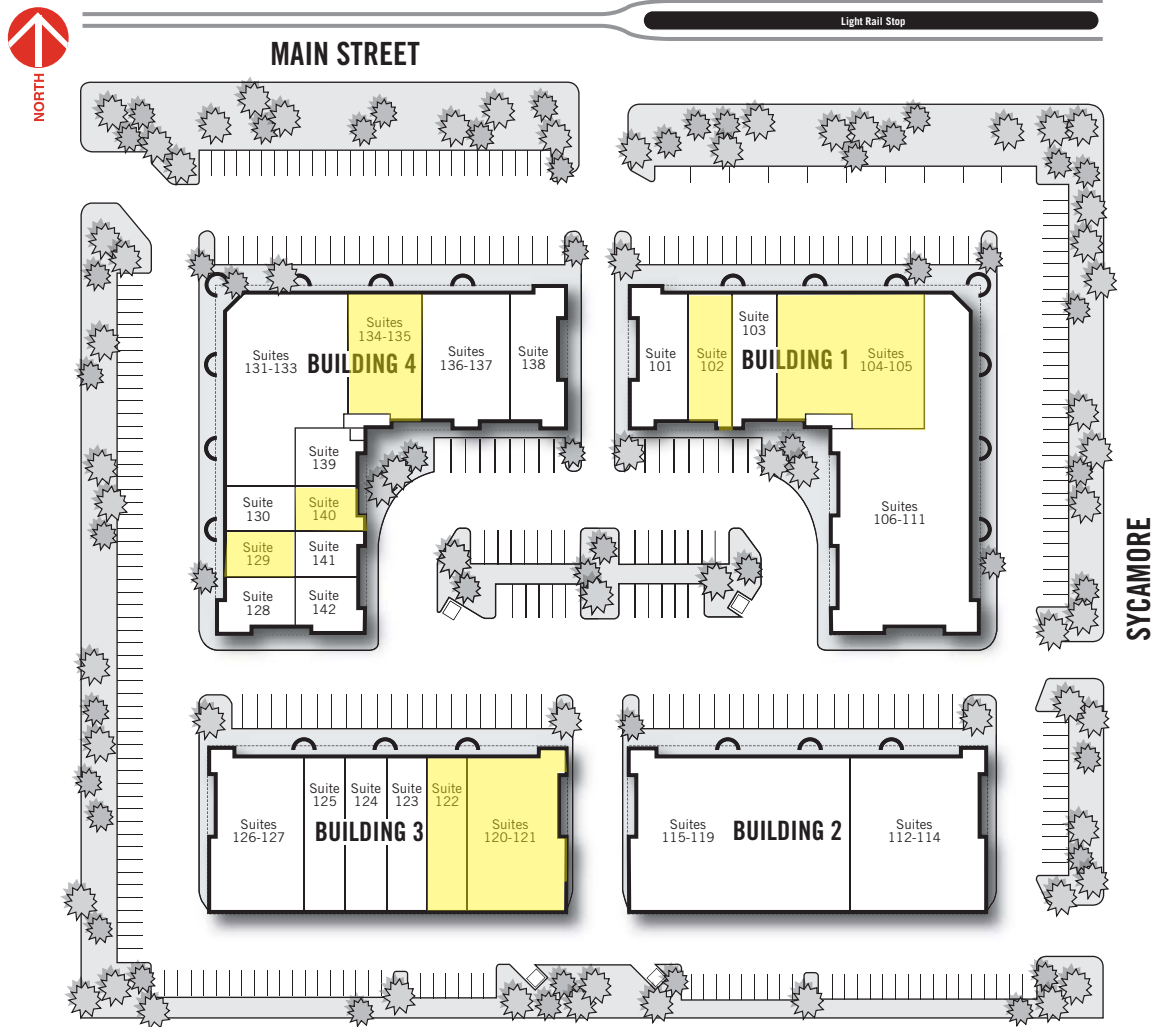 Light Rail Stop
MAIN STREET
NORTH
Suites
131-133
Suites
134-135
BUILDING 4
Suites
136-137
Suite
138
Suite
139
Suite
130
Suite
140
Suite
129
Suite
141
Suite
128
Suite
142
Suite
101
Suite
102
Suite
103
BUILDING 1
Suites
104-105
Suites
106-111
SYCAMORE
Suites
126-127
Suite
125
Suite
124
Suite
123
Suite
122
BUILDING 3
Suites
120-121
Suites
115-119
BUILDING 2
Suites
112-114